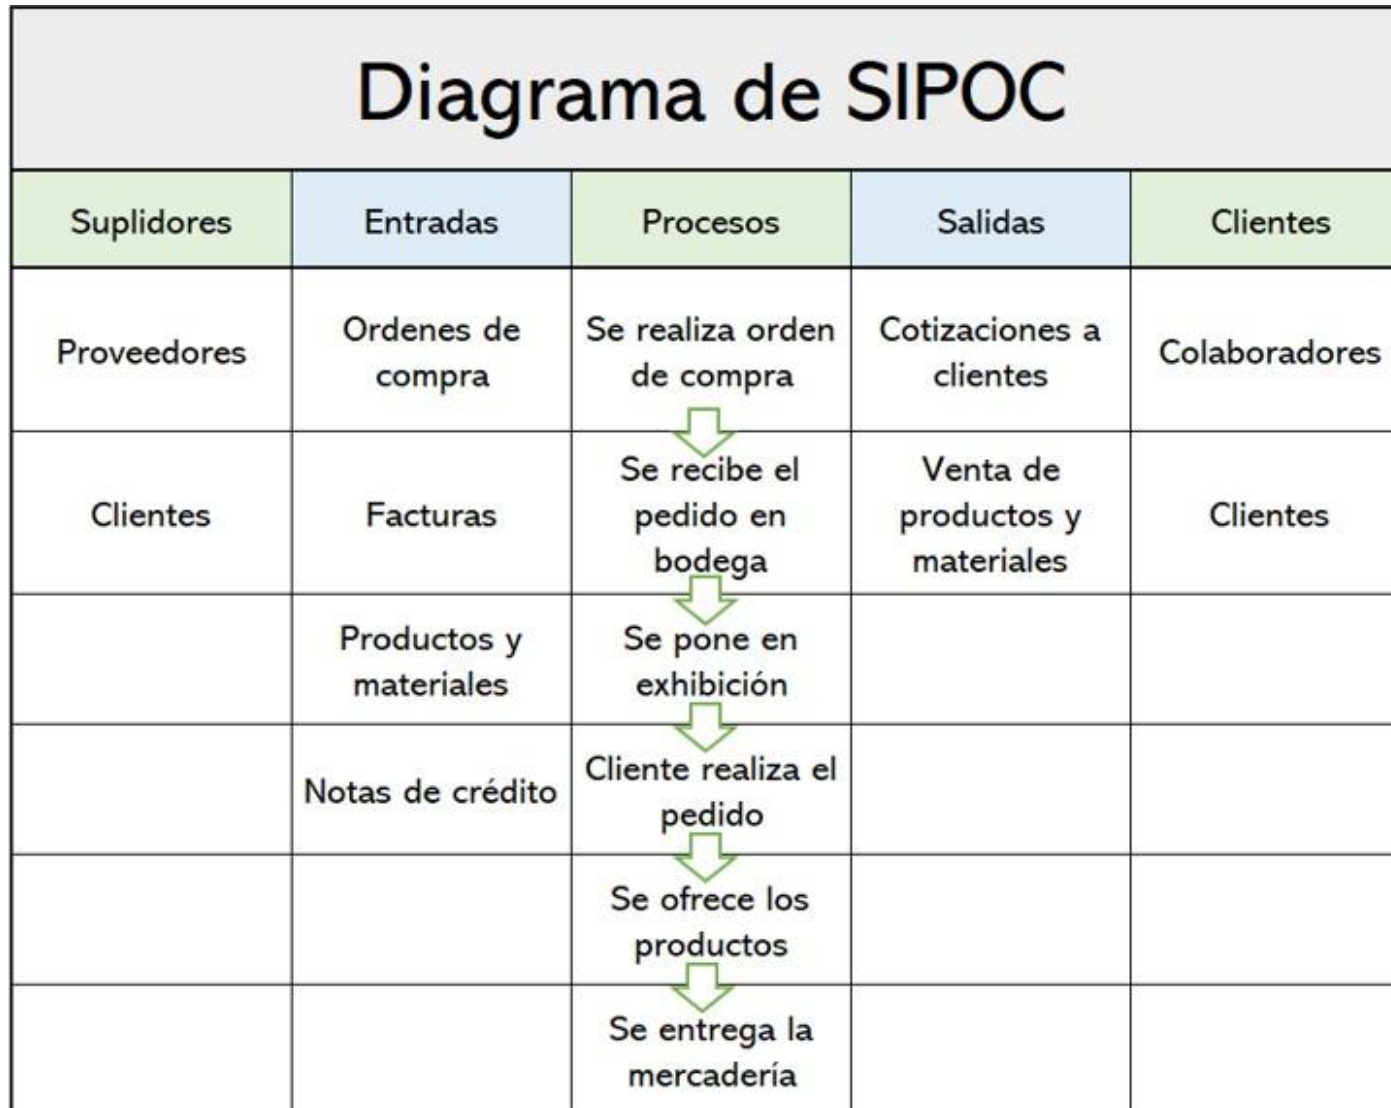 Diagrama de SIPOC
Suplidores
Entradas
Procesos
Salidas
Clientes
Proveedores
Ordenes de
compra
Se realiza orden
de compra
Cotizaciones a
clientes
Colaboradores
Clientes
Facturas
Se recibe el
pedido en
bodega
Venta de
productos y
materiales
Clientes
Productos y
materiales
Se pone en
exhibición
Notas de crédito
Cliente realiza el
pedido
Se ofrece los
productos
Se entrega la
mercadería